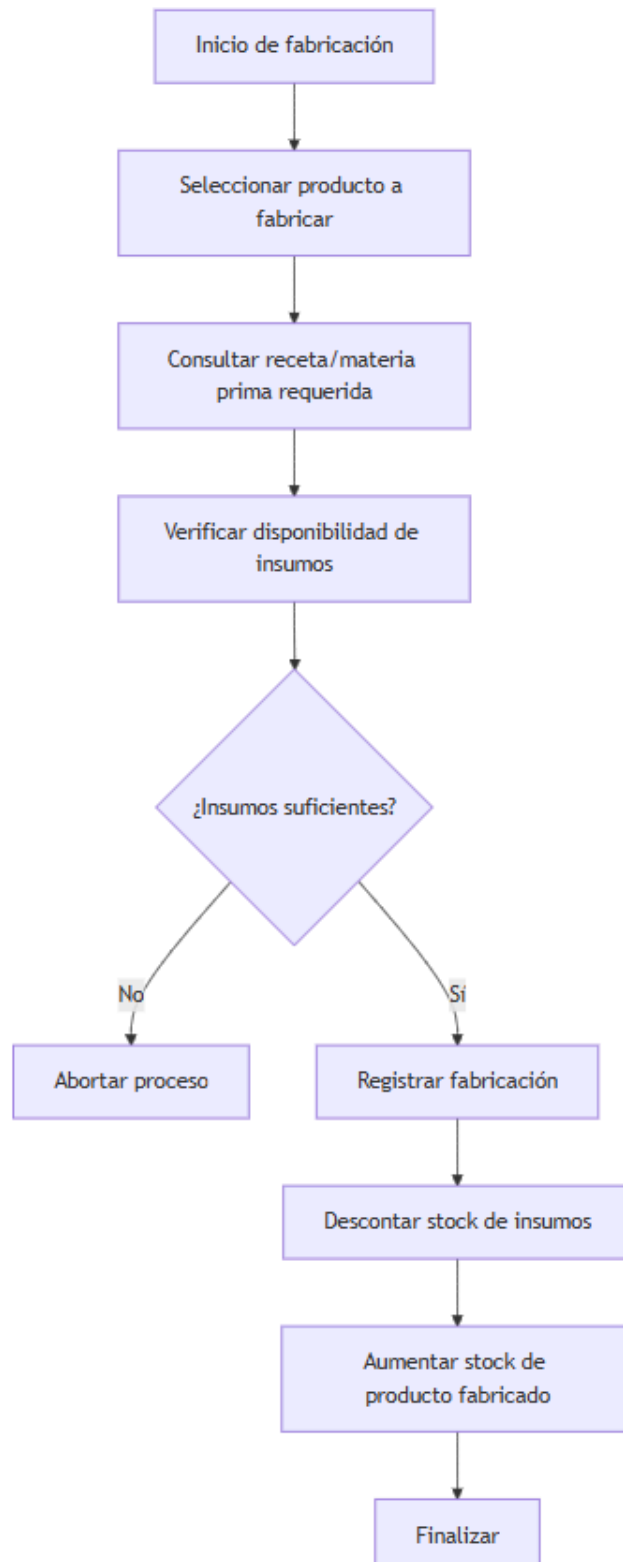 Inicio de fabricación
Seleccionar producto a
fabricar
Consultar receta/materia
prima requerida
Verificar disponibilidad de
insumos
¿Insumos suficientes?
No
Sí
Abortar proceso
Registrar fabricación
Descontar stock de insumos
Aumentar stock de
producto fabricado
Finalizar